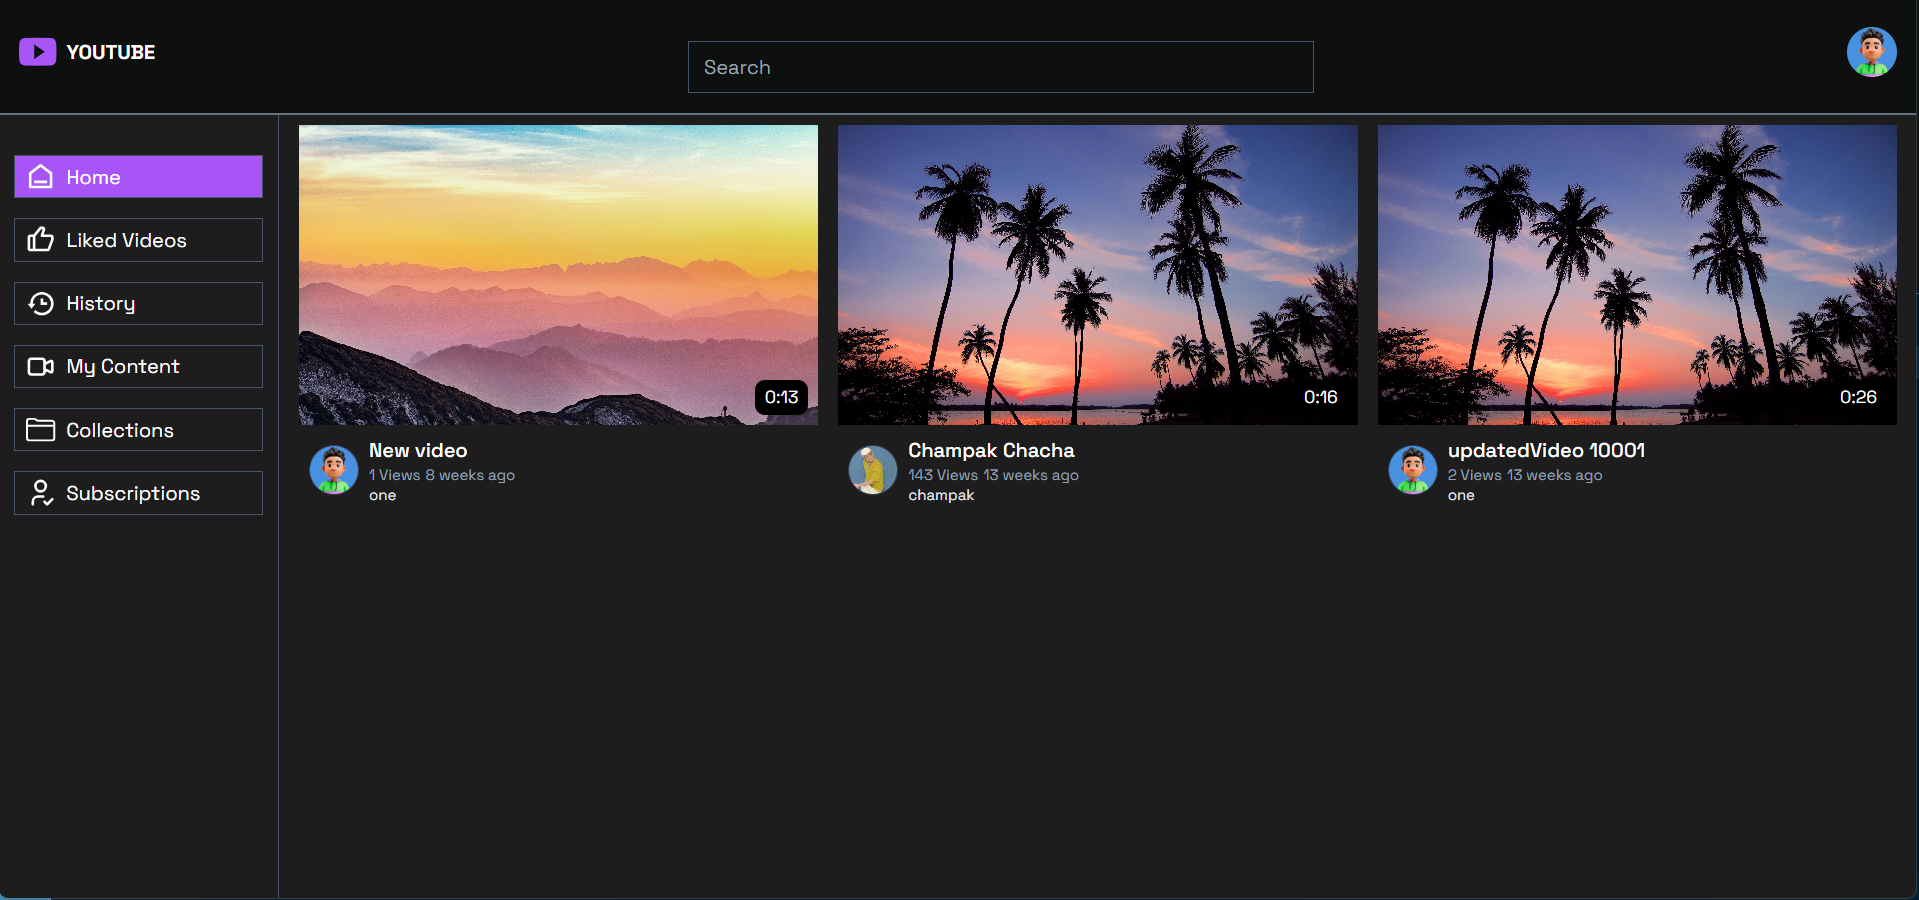 YOUTUBE
Search
Home
Liked Videos
History
My Content
Collections
Subscriptions
0:13
New video
1 Views 8 weeks ago
one
0:16
Champak Chacha
143 Views 13 weeks ago
champak
0:26
updatedVideo 10001
2 Views 13 weeks ago
one